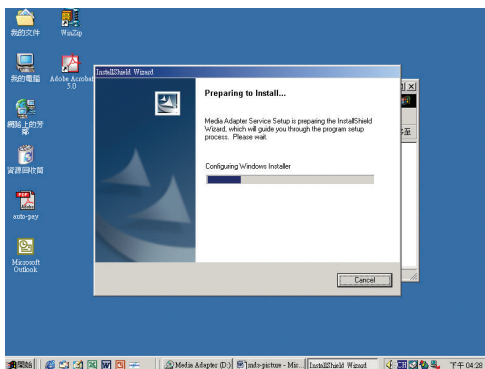 我的文件
WinZip
我的電腦
Adobe Acrobat
5.0
網路上的芳
鄰
資源回收筒
auto-pay
Microsoft
Outlook
InstallShield Wizard
Preparing to Install...
Media Adapter Service Setup is preparing the InstallShield
Wizard, which will guide you through the program setup
process. Please wait.
Configuring Windows Installer
Cancel
開始
Media Adapter (D:)
mds-picture - Mic...
InstallShield Wizard
下午 04:28